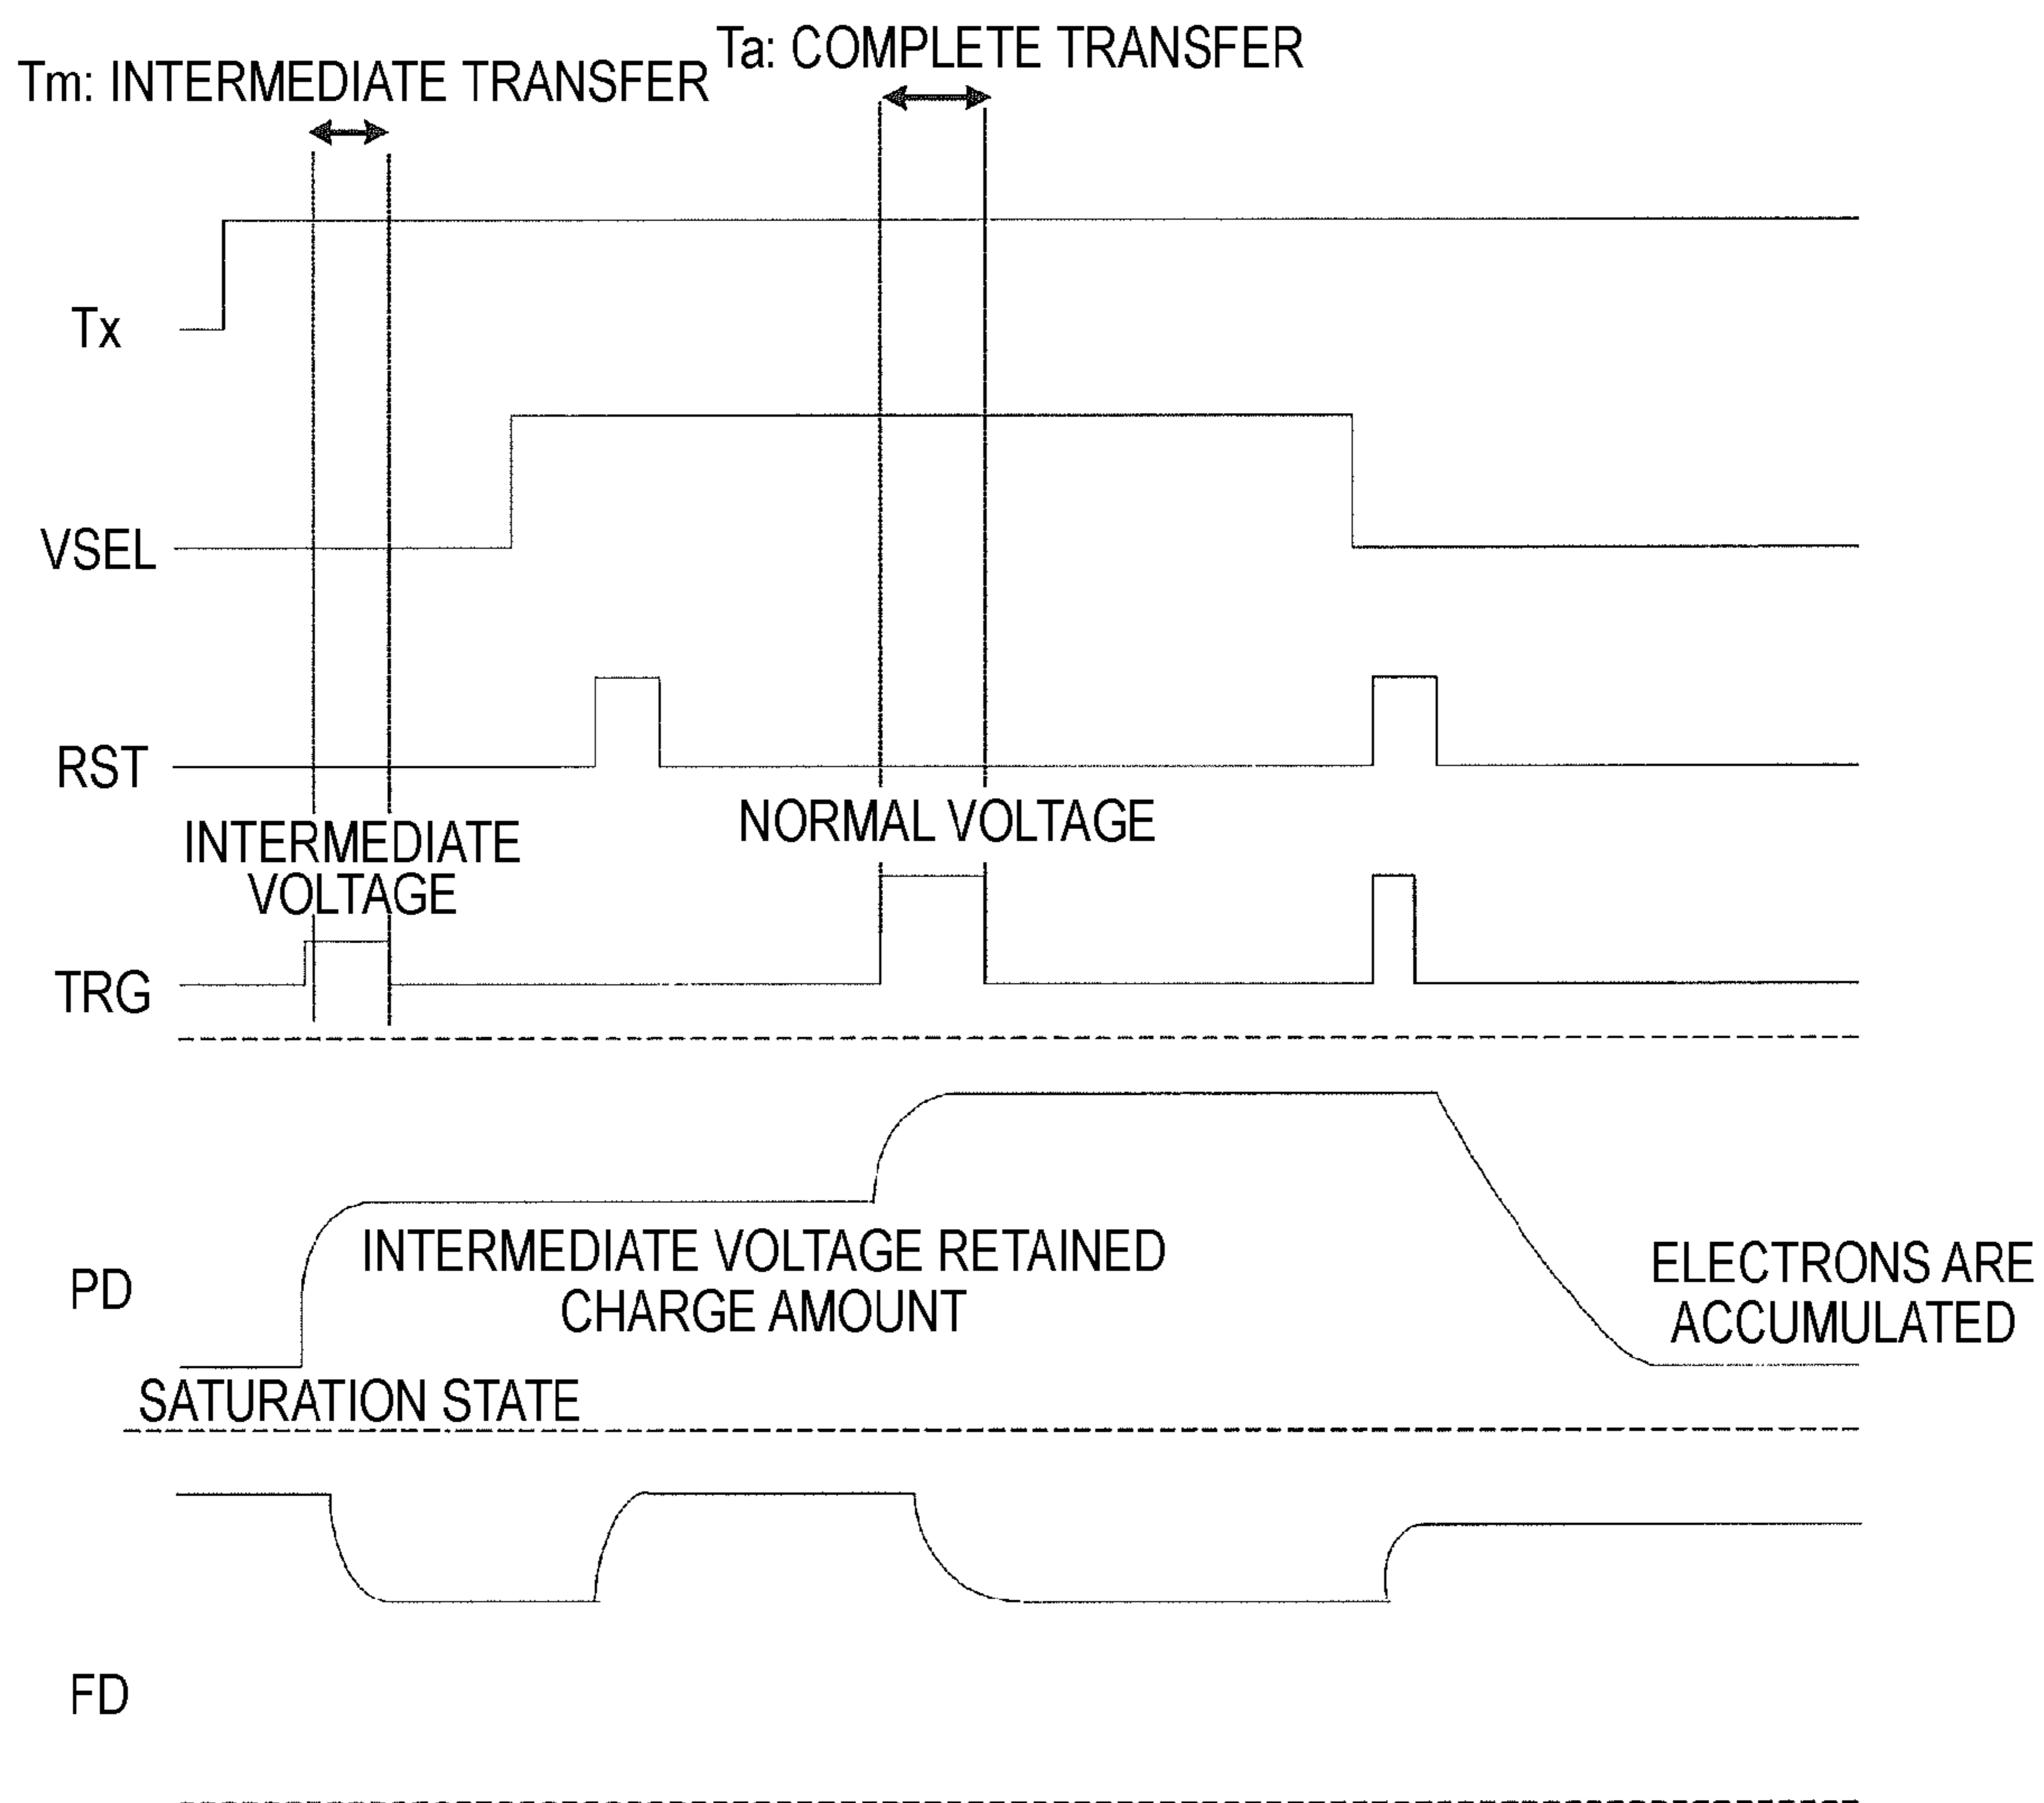 Ta: COMPLETE TRANSFER
Tm: INTERMEDIATE TRANSFER
Tx
VSEL
RST
NORMAL VOLTAGE
INTERMEDIATE
VOLTAGE
TRG
INTERMEDIATE VOLTAGE RETAINED
CHARGE AMOUNT
ELECTRONS ARE
ACCUMULATED
PD
SATURATION STATE
FD